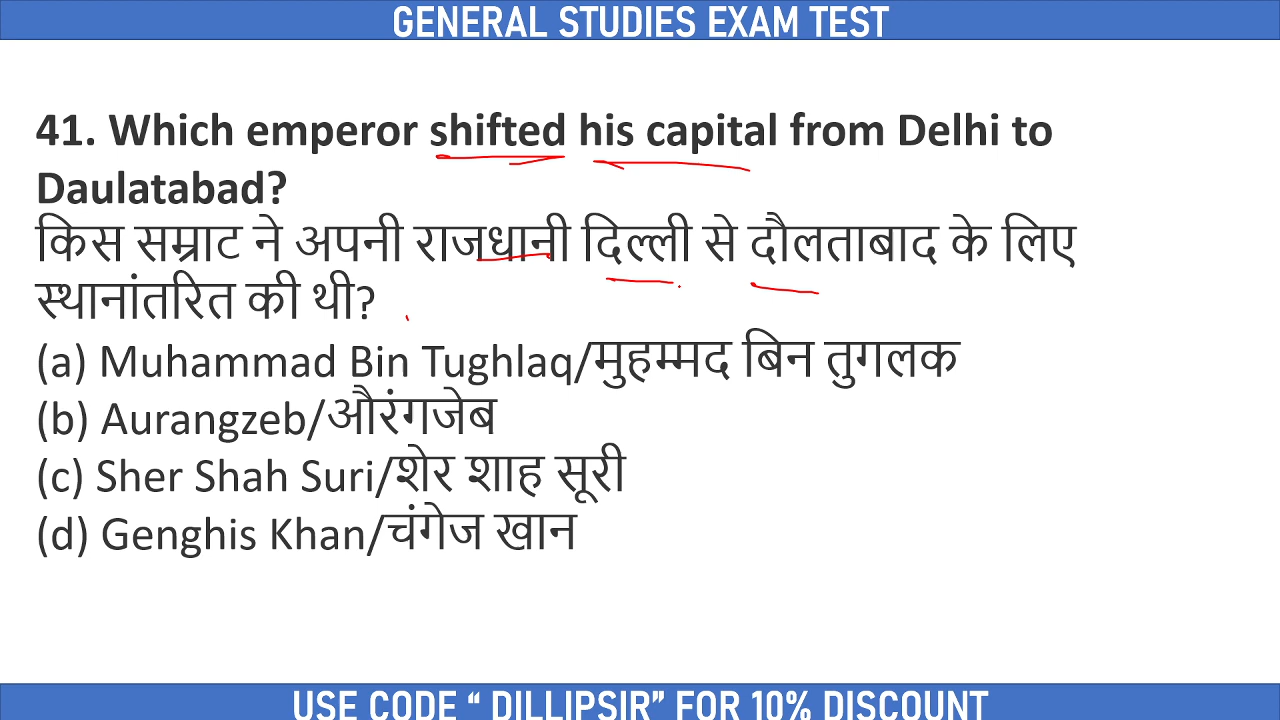 GENERAL STUDIES EXAM TEST
41. Which emperor shifted his capital from Delhi to
Daulatabad?
किस सम्राट ने अपनी राजधानी दिल्ली से दौलताबाद के लिए
स्थानांतरित की थी?
(a) Muhammad Bin Tughlaq/मुहम्मद बिन तुगलक
(b) Aurangzeb/औरंगजेब
(c) Sher Shah Suri/शेर शाह सूरी
(d) Genghis Khan/चंगेज खान
USE CODE “ DILLIPSIR” FOR 10% DISCOUNT